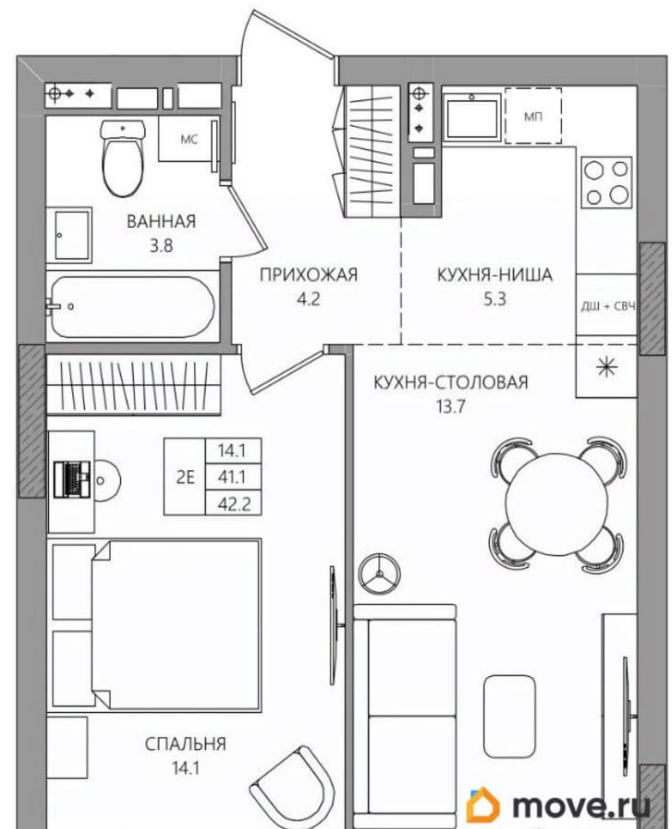 МС
МП
ВАННАЯ
3.8
ПРИХОЖАЯ
4.2
КУХНЯ-НИША
5.3
ДШ + СВЧ
КУХНЯ-СТОЛОВАЯ
13.7
2Е
14.1
41.1
42.2
СПАЛЬНЯ
14.1
move.ru